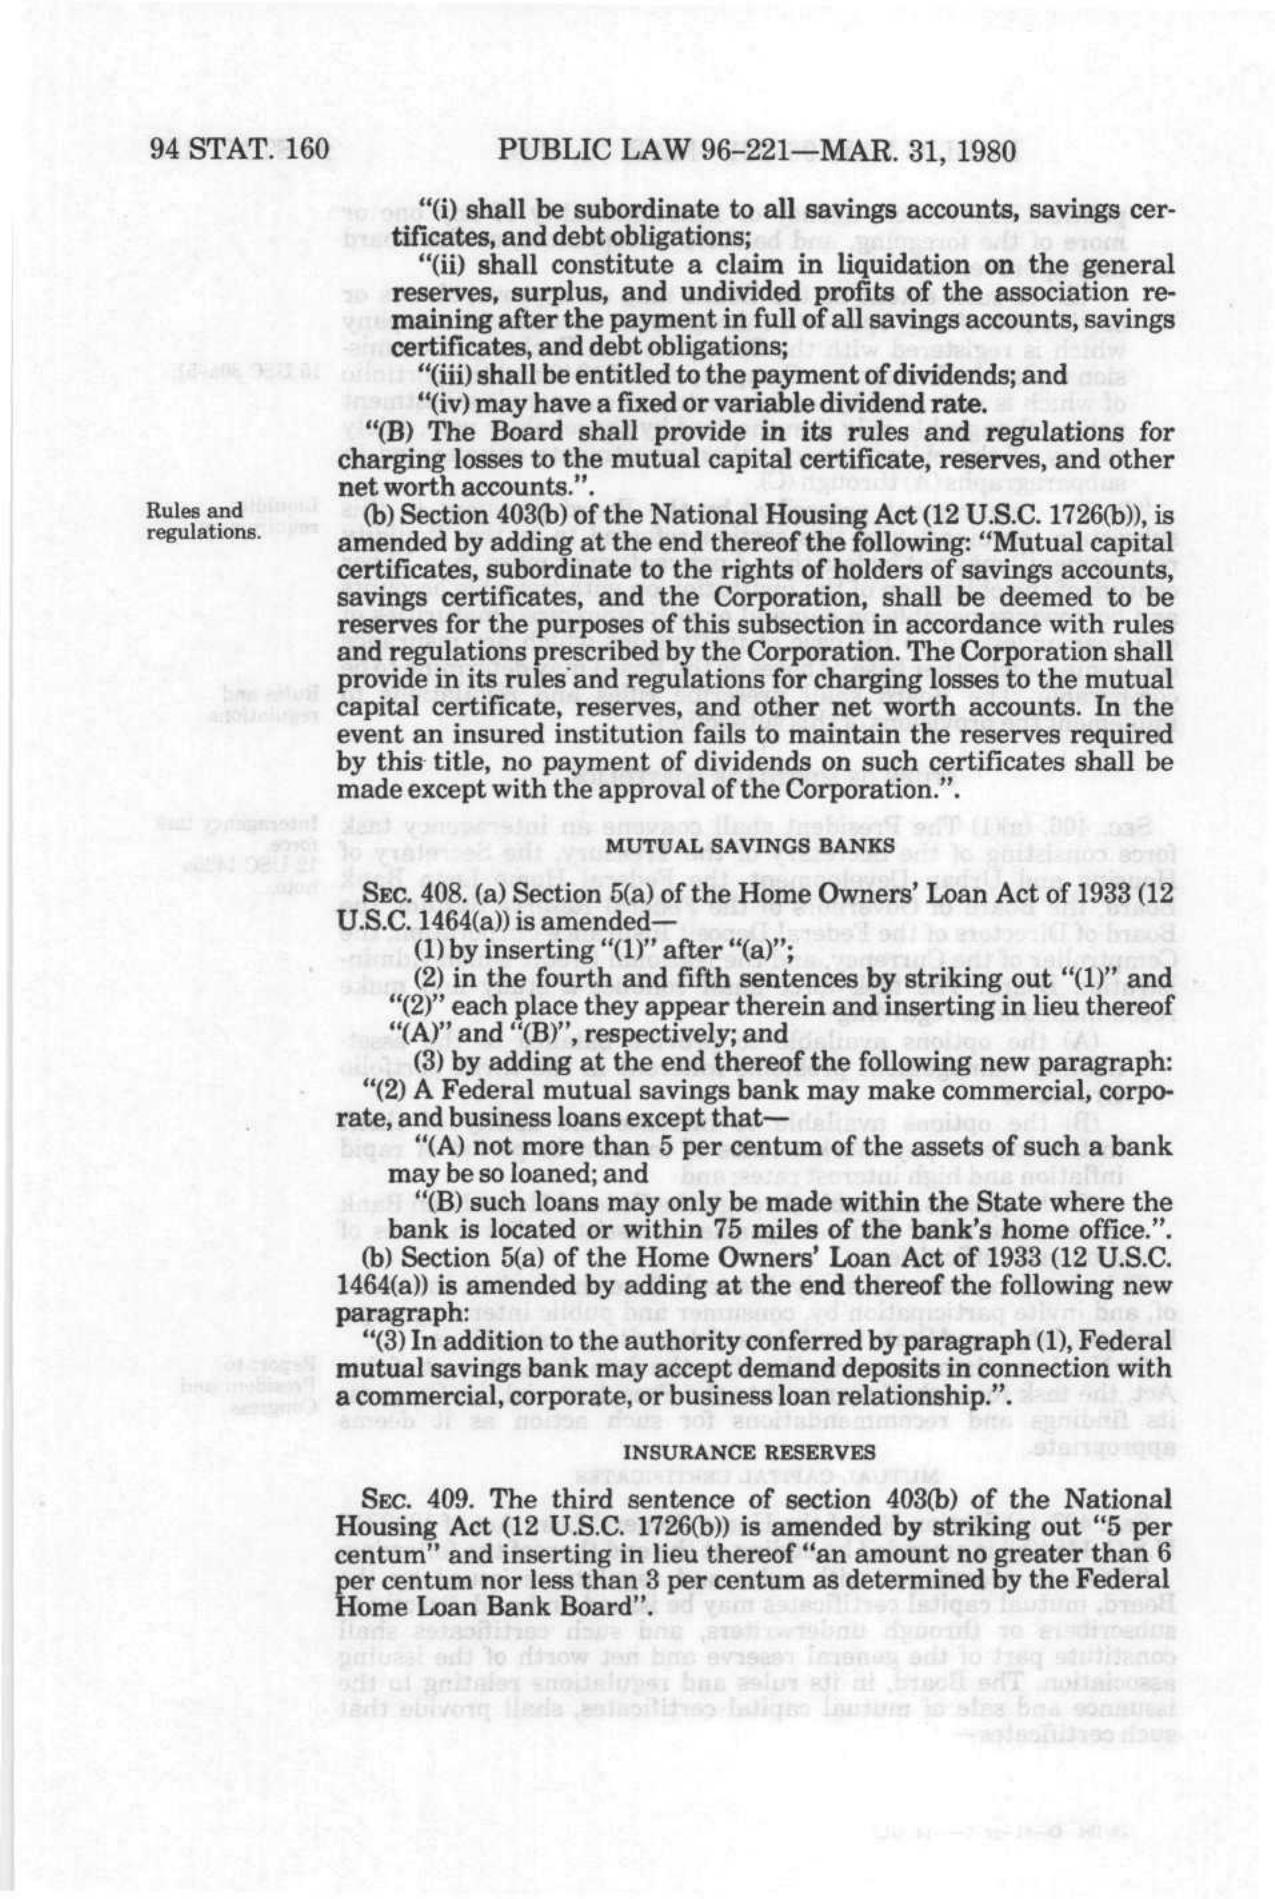 94 STAT. 160 PUBLIC LAW 96-221—MAR. 31, 1980
"(i) shall be subordinate to all savings accounts, savings cer-
tificates, and debt obligations;
"(ii) shall constitute a claim in liquidation on the general
reserves, surplus, and undivided profits of the association re-
maining after the payment in full of all savings accounts, savings
certificates, and debt obligations;
"(iii) shall be entitled to the payment of dividends; and
"(iv) may have a fixed or variable dividend rate.
"(B) The Board shall provide in its rules and regulations for
charging losses to the mutual capital certificate, reserves, and other
net worth accounts.".
Rules and
regulations.
(b) Section 403(b) of the National Housing Act (12 U.S.C. 1726(b)), is
amended by adding at the end thereof the following: "Mutual capital
certificates, subordinate to the rights of holders of savings accounts,
savings certificates, and the Corporation, shall be deemed to be
reserves for the purposes of this subsection in accordance with rules
and regulations prescribed by the Corporation. The Corporation shall
provide in its rules and regulations for charging losses to the mutual
capital certificate, reserves, and other net worth accounts. In the
event an insured institution fails to maintain the reserves required
by this title, no payment of dividends on such certificates shall be
made except with the approval of the Corporation.".
MUTUAL SAVINGS BANKS
SEC. 408. (a) Section 5(a) of the Home Owners' Loan Act of 1933 (12
U.S.C. 1464(a)) is amended—
(1) by inserting "(1)" after "(a)";
(2) in the fourth and fifth sentences by striking out "(1)" and
"(2)" each place they appear therein and inserting in lieu thereof
"(A)" and "(B)", respectively; and
(3) by adding at the end thereof the following new paragraph:
"(2) A Federal mutual savings bank may make commercial, corpo-
rate, and business loans except that—
"(A) not more than 5 per centum of the assets of such a bank
may be so loaned; and
"(B) such loans may only be made within the State where the
bank is located or within 75 miles of the bank's home office.".
(b) Section 5(a) of the Home Owners' Loan Act of 1933 (12 U.S.C.
1464(a)) is amended by adding at the end thereof the following new
paragraph:
"(3) In addition to the authority conferred by paragraph (1), Federal
mutual savings bank may accept demand deposits in connection with
a commercial, corporate, or business loan relationship.".
INSURANCE RESERVES
SEC. 409. The third sentence of section 403(b) of the National
Housing Act (12 U.S.C. 1726(b)) is amended by striking out "5 per
centum" and inserting in lieu thereof "an amount no greater than 6
per centum nor less than 3 per centum as determined by the Federal
Home Loan Bank Board".